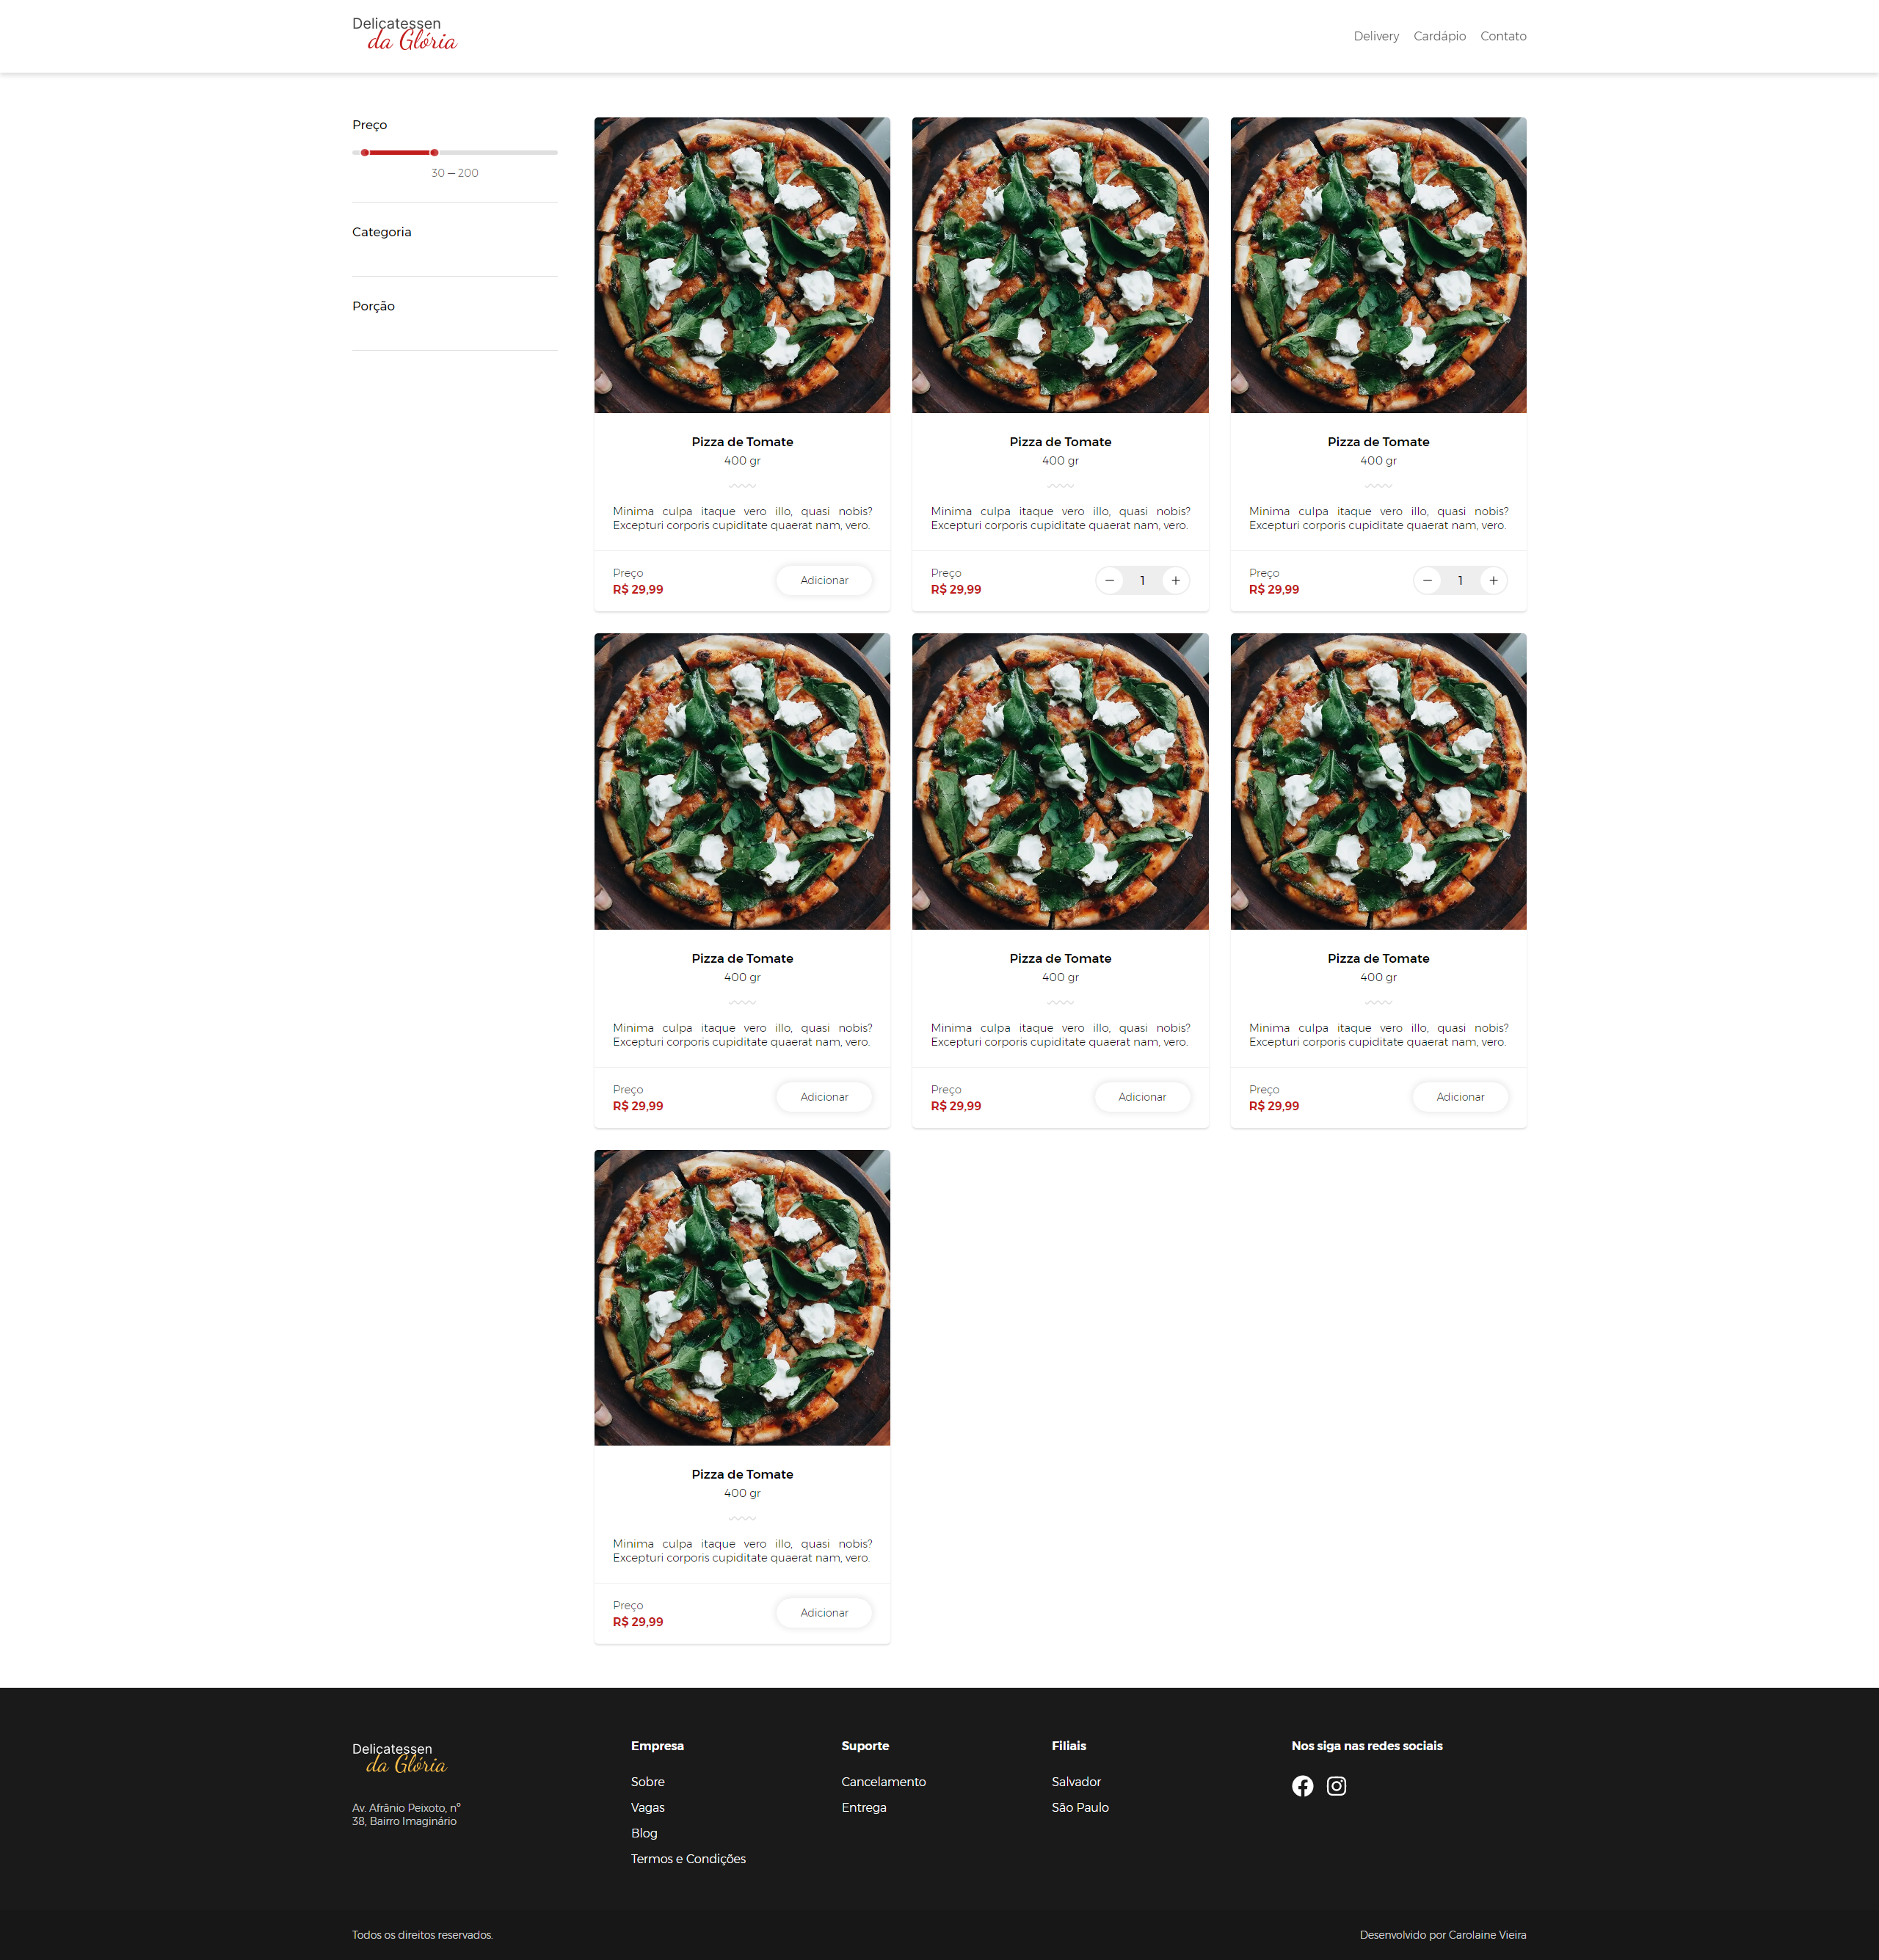 Delicatessen
da Glória
Delivery Cardápio Contato
Preço
30 — 200
Categoria
Porção
Pizza de Tomate
400 gr
Minima culpa itaque vero illo, quasi nobis?
Excepturi corporis cupiditate quaerat nam, vero.
Preço
R$ 29,99
Adicionar
Pizza de Tomate
400 gr
Minima culpa itaque vero illo, quasi nobis?
Excepturi corporis cupiditate quaerat nam, vero.
Preço
R$ 29,99
− 1 +
Pizza de Tomate
400 gr
Minima culpa itaque vero illo, quasi nobis?
Excepturi corporis cupiditate quaerat nam, vero.
Preço
R$ 29,99
− 1 +
Pizza de Tomate
400 gr
Minima culpa itaque vero illo, quasi nobis?
Excepturi corporis cupiditate quaerat nam, vero.
Preço
R$ 29,99
Adicionar
Pizza de Tomate
400 gr
Minima culpa itaque vero illo, quasi nobis?
Excepturi corporis cupiditate quaerat nam, vero.
Preço
R$ 29,99
Adicionar
Pizza de Tomate
400 gr
Minima culpa itaque vero illo, quasi nobis?
Excepturi corporis cupiditate quaerat nam, vero.
Preço
R$ 29,99
Adicionar
Pizza de Tomate
400 gr
Minima culpa itaque vero illo, quasi nobis?
Excepturi corporis cupiditate quaerat nam, vero.
Preço
R$ 29,99
Adicionar
Delicatessen
da Glória
Av. Afrânio Peixoto, nº
38, Bairro Imaginário
Empresa
Sobre
Vagas
Blog
Termos e Condições
Suporte
Cancelamento
Entrega
Filiais
Salvador
São Paulo
Nos siga nas redes sociais
Todos os direitos reservados.
Desenvolvido por Carolaine Vieira